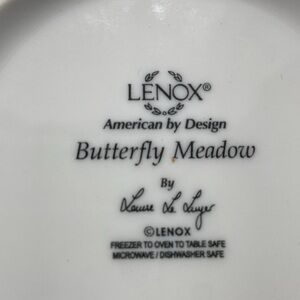 LENOX®
American by Design
Butterfly Meadow
By
Louise Le Luyer
©LENOX
FREEZER TO OVEN TO TABLE SAFE
MICROWAVE / DISHWASHER SAFE